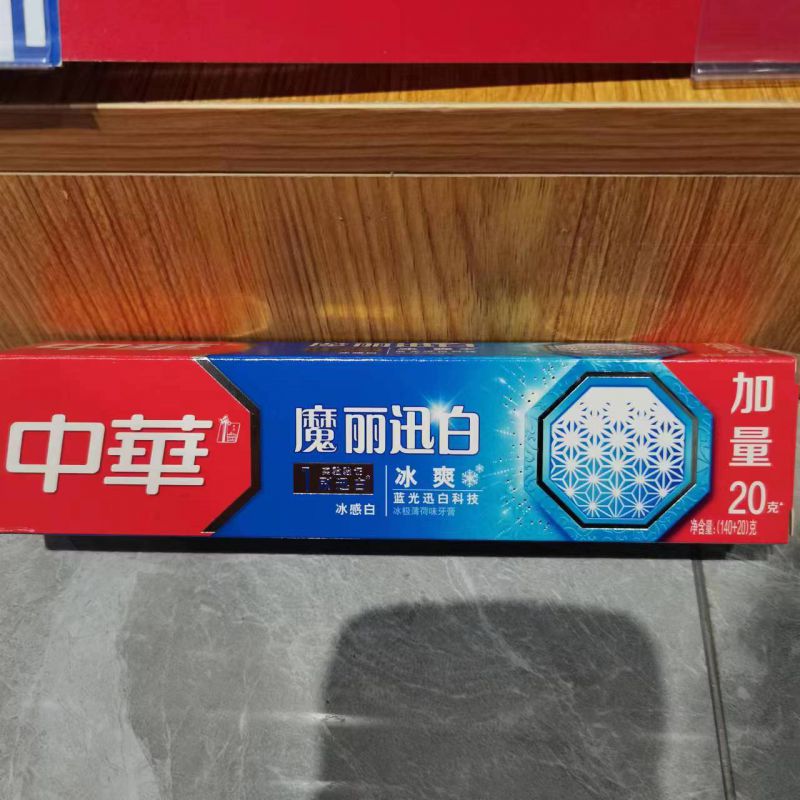 中華
魔丽迅白
冰爽
蓝光迅白科技
冰感白
冰极薄荷味牙膏
加量
20克*
净含量:(140+20)克